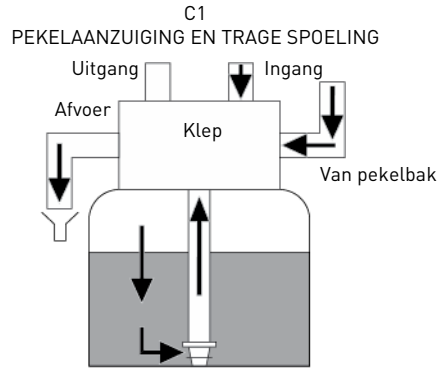 C1
PEKELAANZUIGING EN TRAGE SPOELING
Uitgang
Ingang
Afvoer
Klep
Van pekelbak